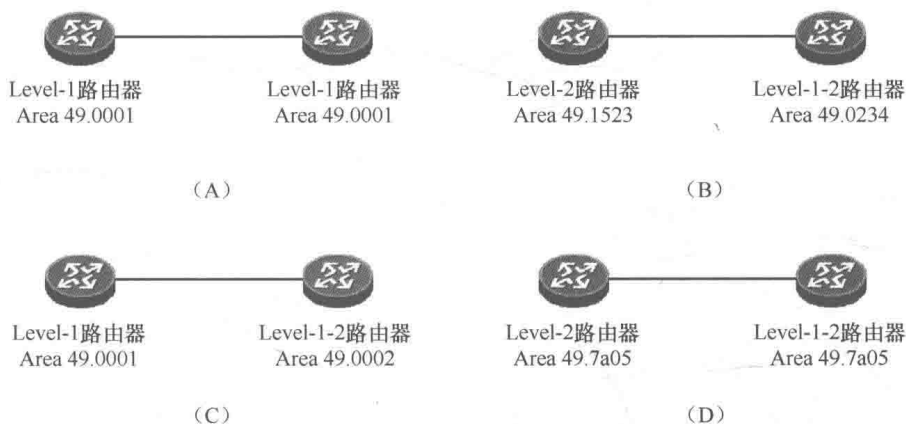 Level-1路由器
Area 49.0001
Level-1路由器
Area 49.0001
(A)
Level-2路由器
Area 49.1523
Level-1-2路由器
Area 49.0234
(B)
Level-1路由器
Area 49.0001
Level-1-2路由器
Area 49.0002
(C)
Level-2路由器
Area 49.7a05
Level-1-2路由器
Area 49.7a05
(D)